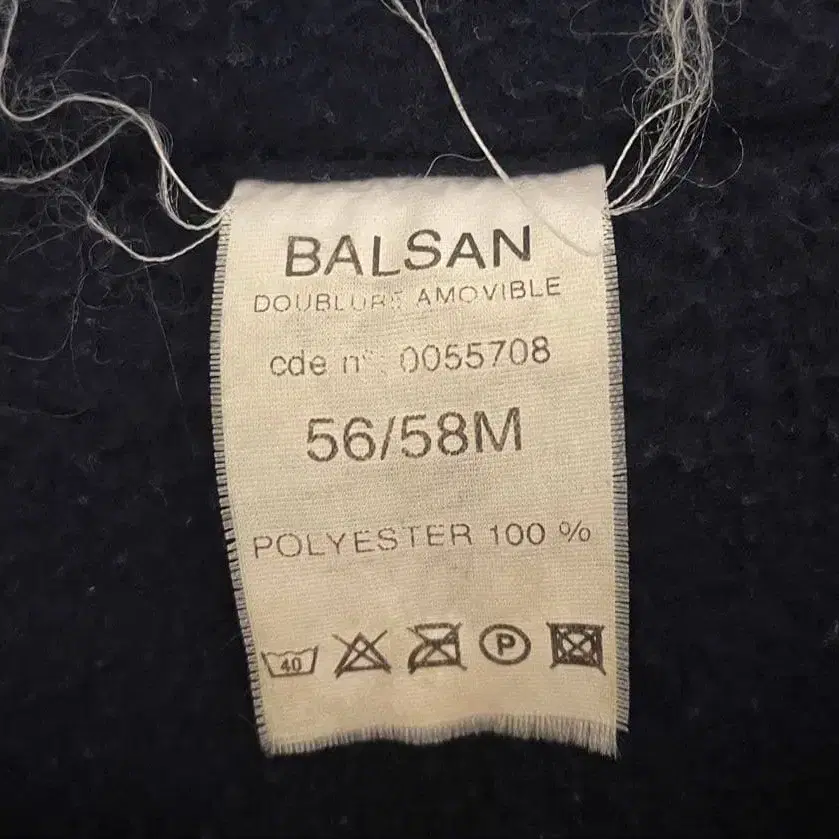 BALSAN
DOUBLURE AMOVIBLE
cde n°: 0055708
56/58M
POLYESTER 100 %
40
P